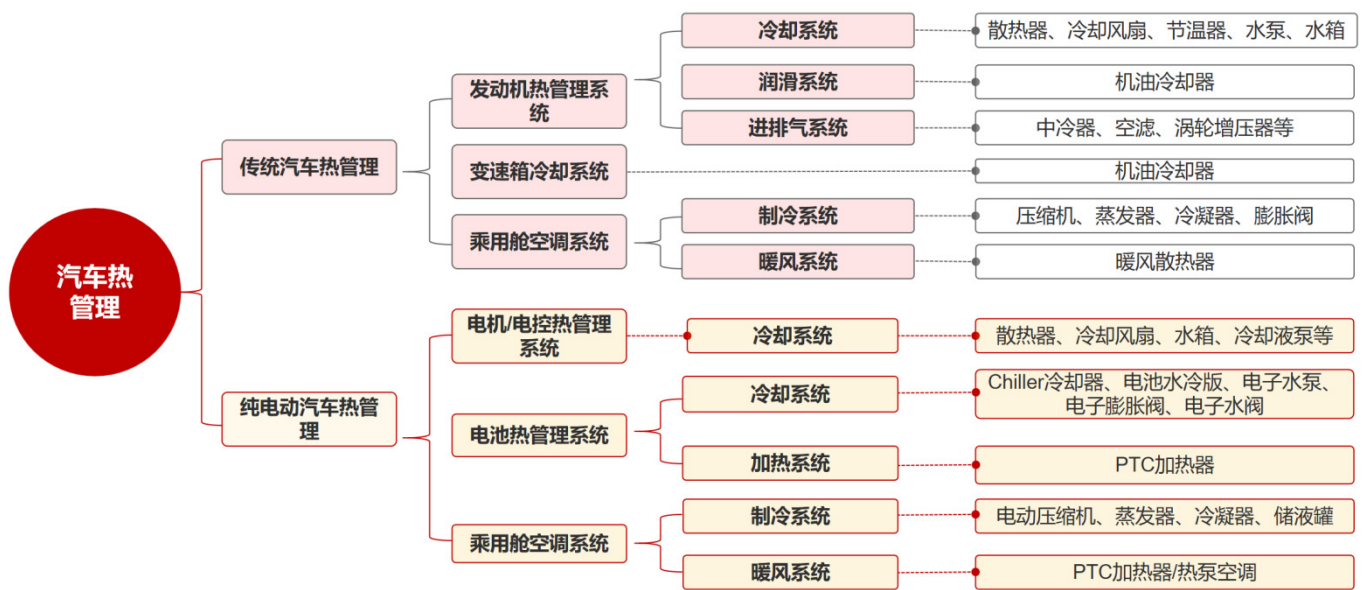 汽车热
管理
传统汽车热管理
发动机热管理系
统
冷却系统
散热器、冷却风扇、节温器、水泵、水箱
润滑系统
机油冷却器
进排气系统
中冷器、空滤、涡轮增压器等
变速箱冷却系统
机油冷却器
乘用舱空调系统
制冷系统
压缩机、蒸发器、冷凝器、膨胀阀
暖风系统
暖风散热器
纯电动汽车热管
理
电机/电控热管理
系统
冷却系统
散热器、冷却风扇、水箱、冷却液泵等
电池热管理系统
冷却系统
Chiller冷却器、电池水冷版、电子水泵、
电子膨胀阀、电子水阀
加热系统
PTC加热器
乘用舱空调系统
制冷系统
电动压缩机、蒸发器、冷凝器、储液罐
暖风系统
PTC加热器/热泵空调